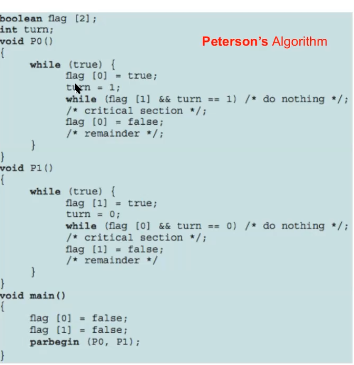 boolean flag [2];
int turn;
void P0()
Peterson's Algorithm
{
while (true) {
flag [0] = true;
turn = 1;
while (flag [1] && turn == 1) /* do nothing */;
/* critical section */;
flag [0] = false;
/* remainder */;
}
}
void P1()
{
while (true) {
flag [1] = true;
turn = 0;
while (flag [0] && turn == 0) /* do nothing */;
/* critical section */;
flag [1] = false;
/* remainder */
}
}
void main()
{
flag [0] = false;
flag [1] = false;
parbegin (P0, P1);
}